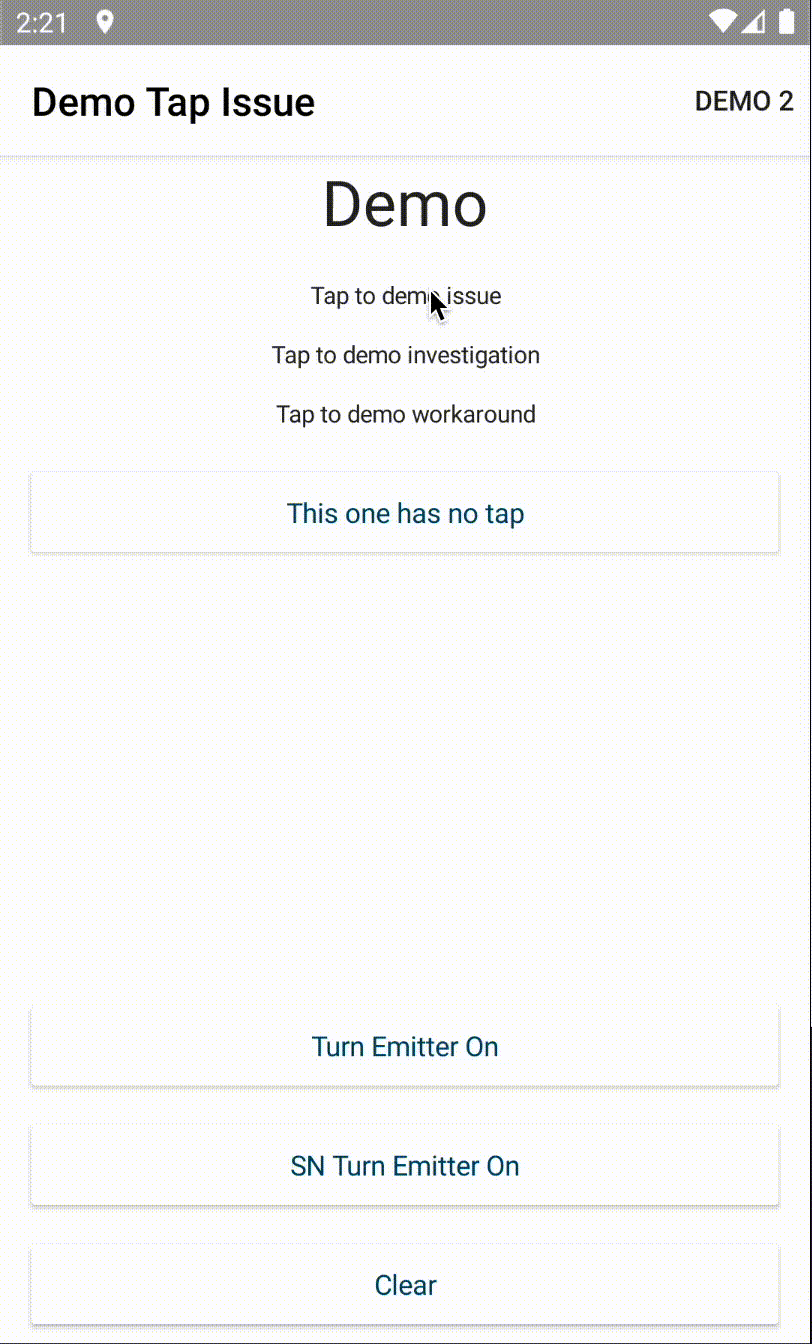 2:21
Demo Tap Issue
DEMO 2
Demo
Tap to demo issue
Tap to demo investigation
Tap to demo workaround
This one has no tap
Turn Emitter On
SN Turn Emitter On
Clear